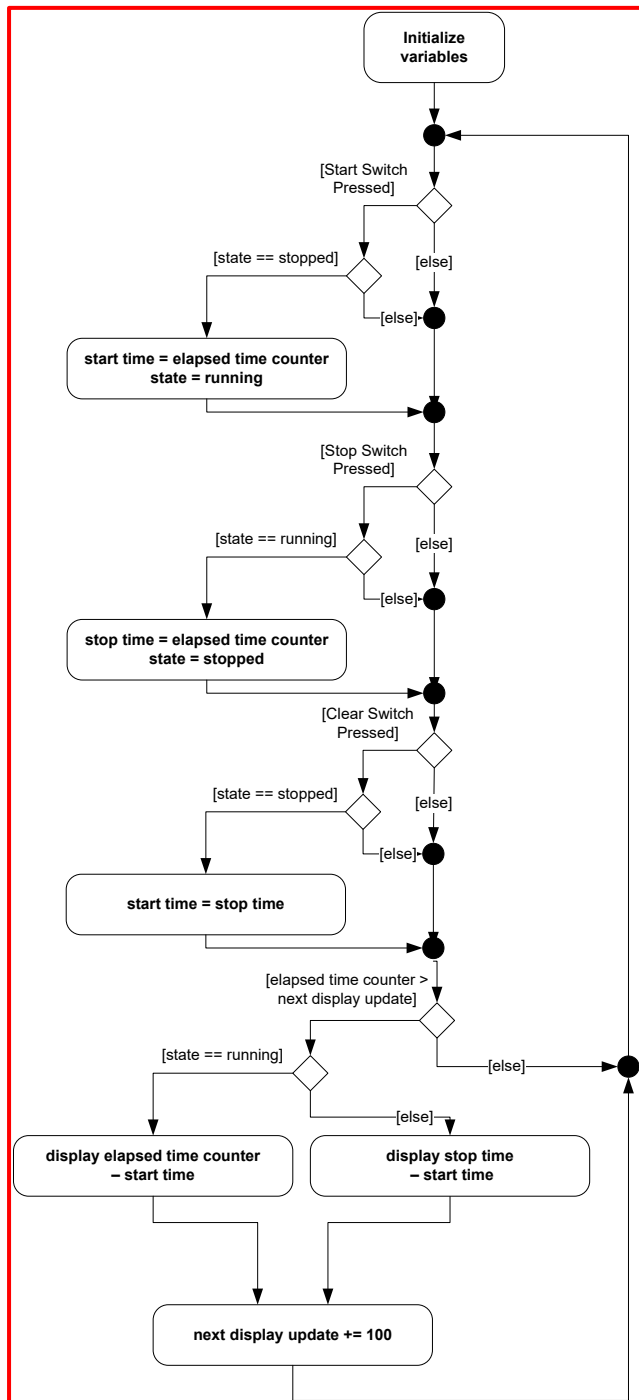 Initialize
variables
[Start Switch
Pressed]
[state == stopped]
[else]
[else]
start time = elapsed time counter
state = running
[Stop Switch
Pressed]
[state == running]
[else]
[else]
stop time = elapsed time counter
state = stopped
[Clear Switch
Pressed]
[state == stopped]
[else]
[else]
start time = stop time
[elapsed time counter >
next display update]
[state == running]
[else]
[else]
display elapsed time counter
– start time
display stop time
– start time
next display update += 100